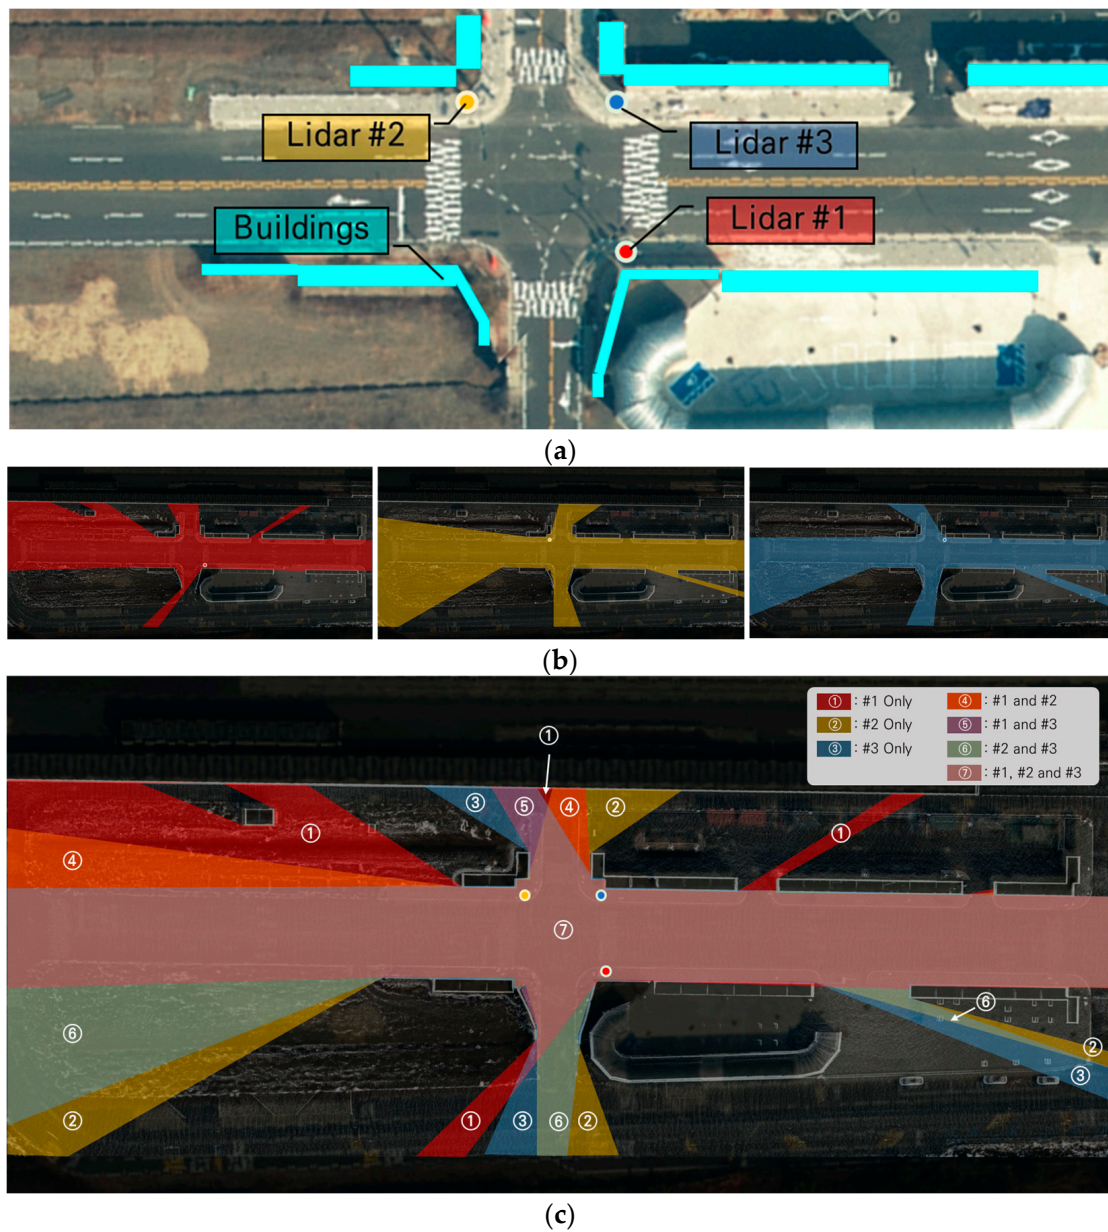 Lidar #2
Lidar #3
Buildings
Lidar #1
(a)
(b)
① : #1 Only
④ : #1 and #2
② : #2 Only
⑤ : #1 and #3
③ : #3 Only
⑥ : #2 and #3
⑦ : #1, #2 and #3
①
③ ⑤ ④ ②
① ①
④
⑦
⑥
⑥
②
③
② ① ③ ⑥ ②
(c)